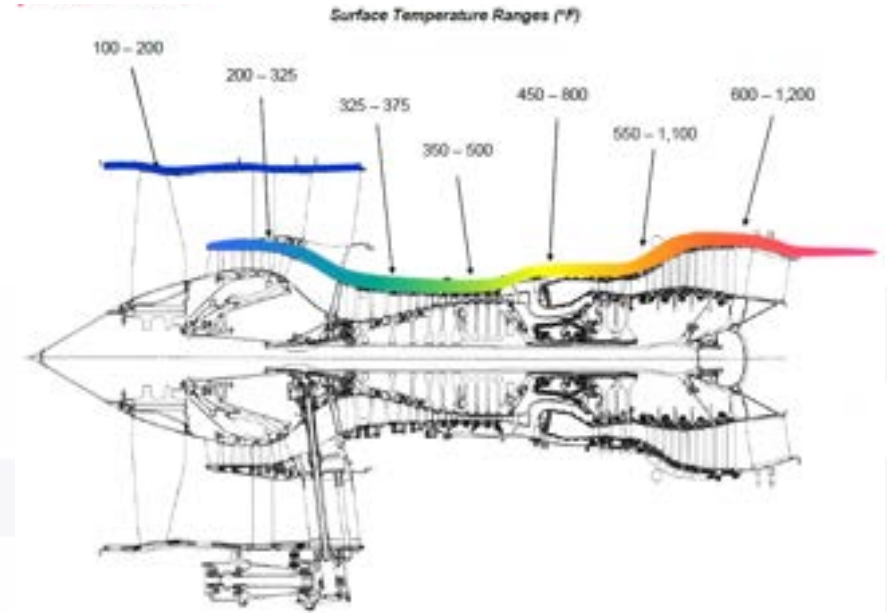 Surface Temperature Ranges (ºF)
100 – 200
200 – 325
325 – 375
350 – 500
450 – 800
550 – 1,100
600 – 1,200